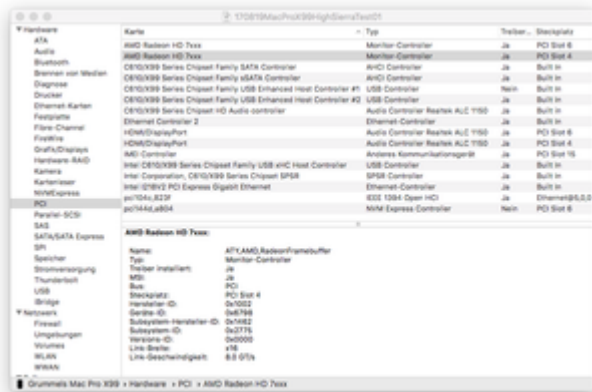 170819MacProX99HighSierraTest01
Hardware
ATA
Audio
Bluetooth
Brennen von Medien
Diagnose
Drucker
Ethernet-Karten
Festplatte
Fibre-Channel
FireWire
Grafik/Displays
Hardware-RAID
Kamera
Kartenleser
NVMExpress
PCI
Parallel-SCSI
SAS
SATA/SATA Express
SPI
Speicher
Stromversorgung
Thunderbolt
USB
iBridge
Netzwerk
Firewall
Umgebungen
Volumes
WLAN
WWAN
Karte Typ Treiber... Steckplatz
AMD Radeon HD 7xxx Monitor-Controller Ja PCI Slot 6
AMD Radeon HD 7xxx Monitor-Controller Ja PCI Slot 4
C610/X99 Series Chipset Family SATA Controller AHCI Controller Ja Built In
C610/X99 Series Chipset Family sSATA Controller AHCI Controller Ja Built In
C610/X99 Series Chipset Family USB Enhanced Host Controller #1 USB Controller Nein Built In
C610/X99 Series Chipset Family USB Enhanced Host Controller #2 USB Controller Ja Built In
C610/X99 Series Chipset HD Audio controller Audio Controller Realtek ALC 1150 Ja Built In
Ethernet Controller 2 Ethernet-Controller Ja Built In
HDMI/DisplayPort Audio Controller Realtek ALC 1150 Ja PCI Slot 6
HDMI/DisplayPort Audio Controller Realtek ALC 1150 Ja PCI Slot 4
IMEI Controller Anderes Kommunikationsgerät Ja PCI Slot 15
Intel C610/X99 Series Chipset Family USB xHC Host Controller USB Controller Ja Built In
Intel Corporation, C610/X99 Series Chipset SPSR SPSR Controller Ja Built In
Intel I218V2 PCI Express Gigabit Ethernet Ethernet-Controller Ja Built In
pci104c,823f IEEE 1394 Open HCI Ja Ethernet@5,0,0
pci144d,a804 NVM Express Controller Nein PCI Slot 6
AMD Radeon HD 7xxx:
Name: ATY,AMD,RadeonFramebuffer
Typ: Monitor-Controller
Treiber installiert: Ja
MSI: Ja
Bus: PCI
Steckplatz: PCI Slot 4
Hersteller-ID: 0x1002
Geräte-ID: 0x6798
Subsystem-Hersteller-ID: 0x1462
Subsystem-ID: 0x2775
Versions-ID: 0x0000
Link-Breite: x16
Link-Geschwindigkeit: 8.0 GT/s
Grummels Mac Pro X99 › Hardware › PCI › AMD Radeon HD 7xxx